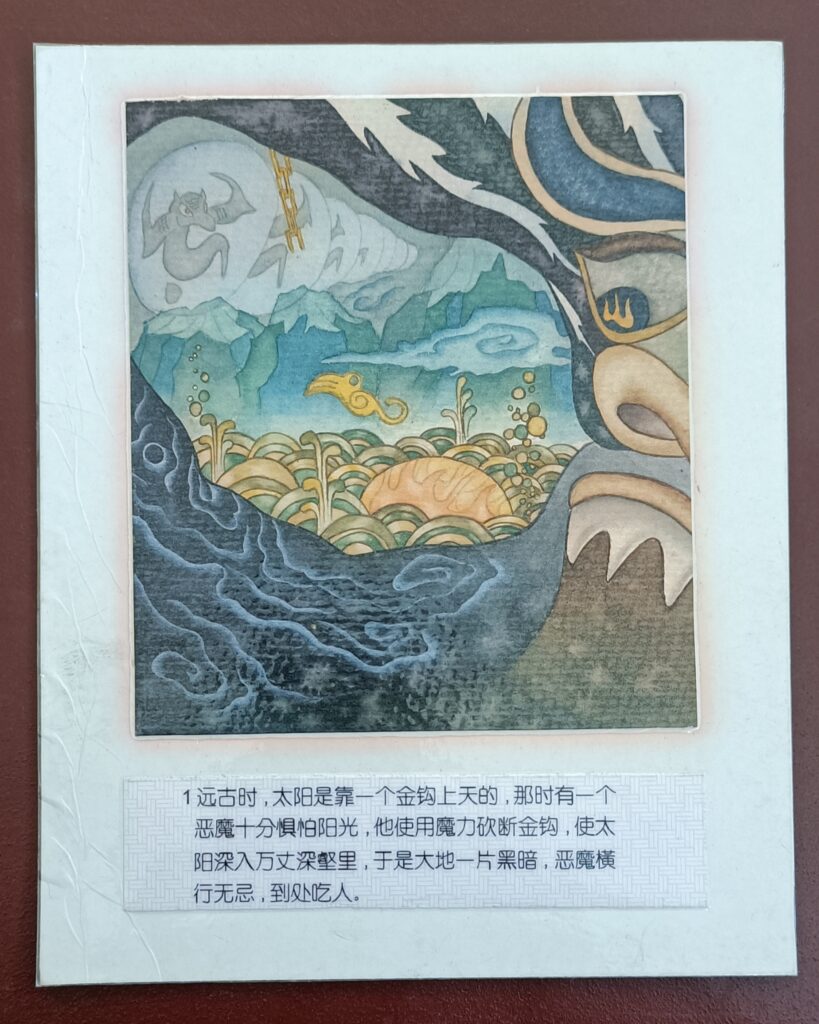 1 远古时，太阳是靠一个金钩上天的，那时有一个
恶魔十分惧怕阳光，他使用魔力砍断金钩，使太
阳深入万丈深壑里，于是大地一片黑暗，恶魔横
行无忌，到处吃人。